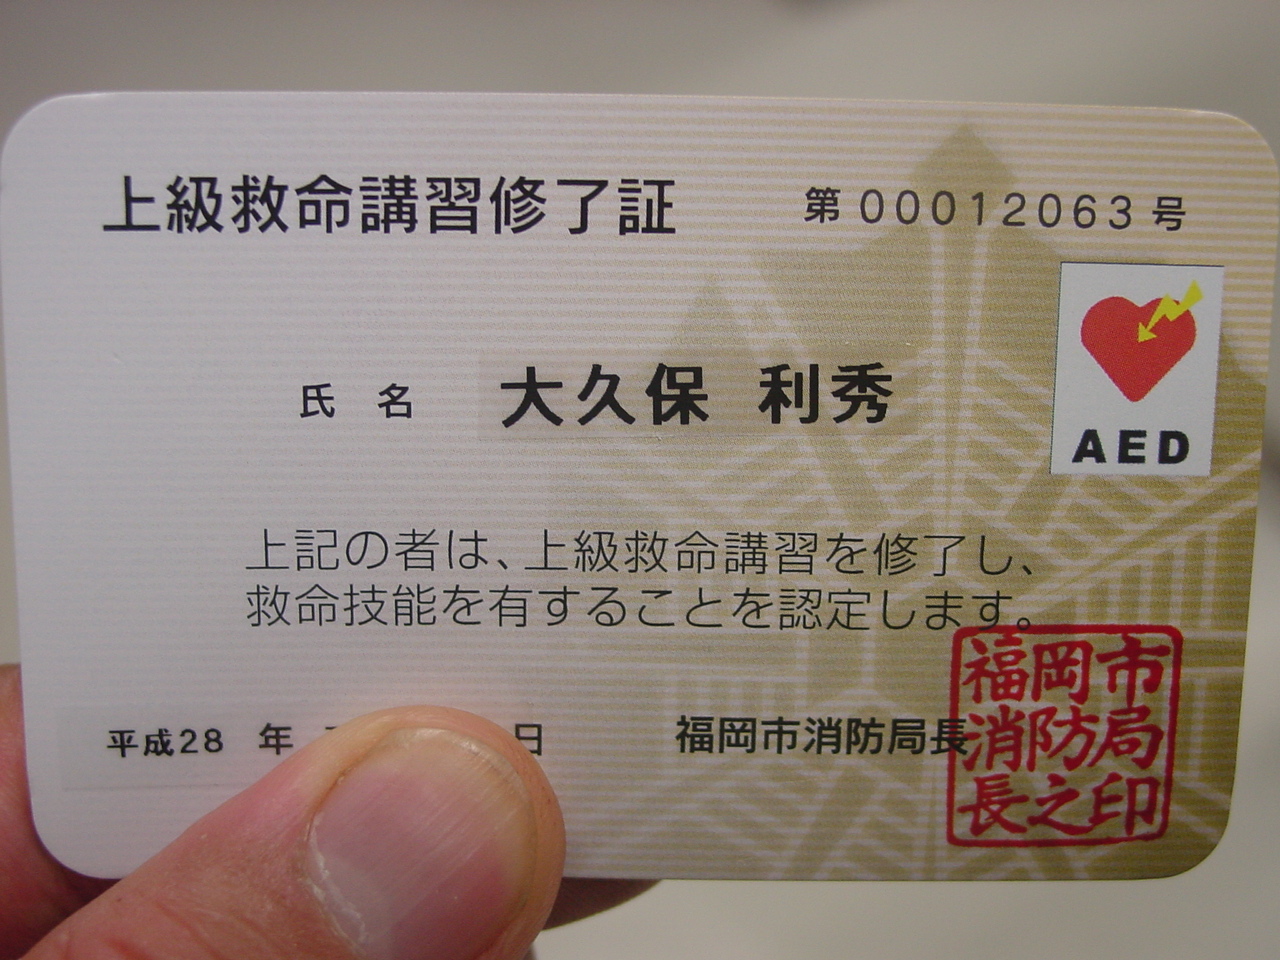 上級救命講習修了証 第00012063号
氏名 大久保 利秀
AED
上記の者は、上級救命講習を修了し、
救命技能を有することを認定します。
平成28 年 日 福岡市消防局長
福岡市
消防局
長之印